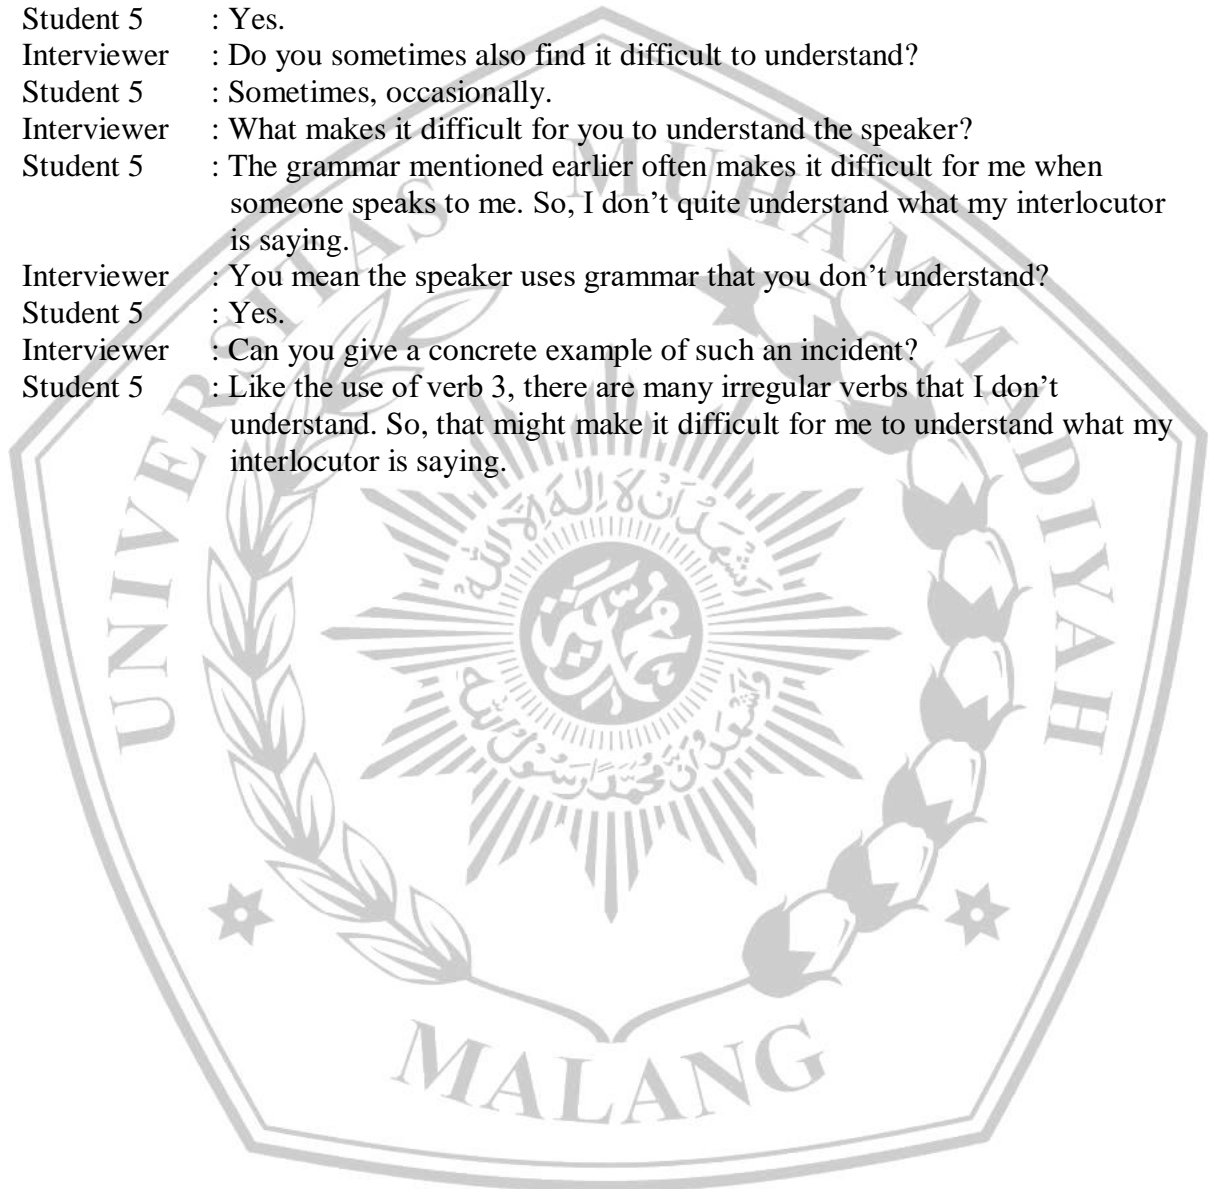 Student 5 : Yes.
Interviewer : Do you sometimes also find it difficult to understand?
Student 5 : Sometimes, occasionally.
Interviewer : What makes it difficult for you to understand the speaker?
Student 5 : The grammar mentioned earlier often makes it difficult for me when
someone speaks to me. So, I don’t quite understand what my interlocutor
is saying.
Interviewer : You mean the speaker uses grammar that you don’t understand?
Student 5 : Yes.
Interviewer : Can you give a concrete example of such an incident?
Student 5 : Like the use of verb 3, there are many irregular verbs that I don’t
understand. So, that might make it difficult for me to understand what my
interlocutor is saying.
UNIVERSITAS MUHAMMADIYAH
MALANG